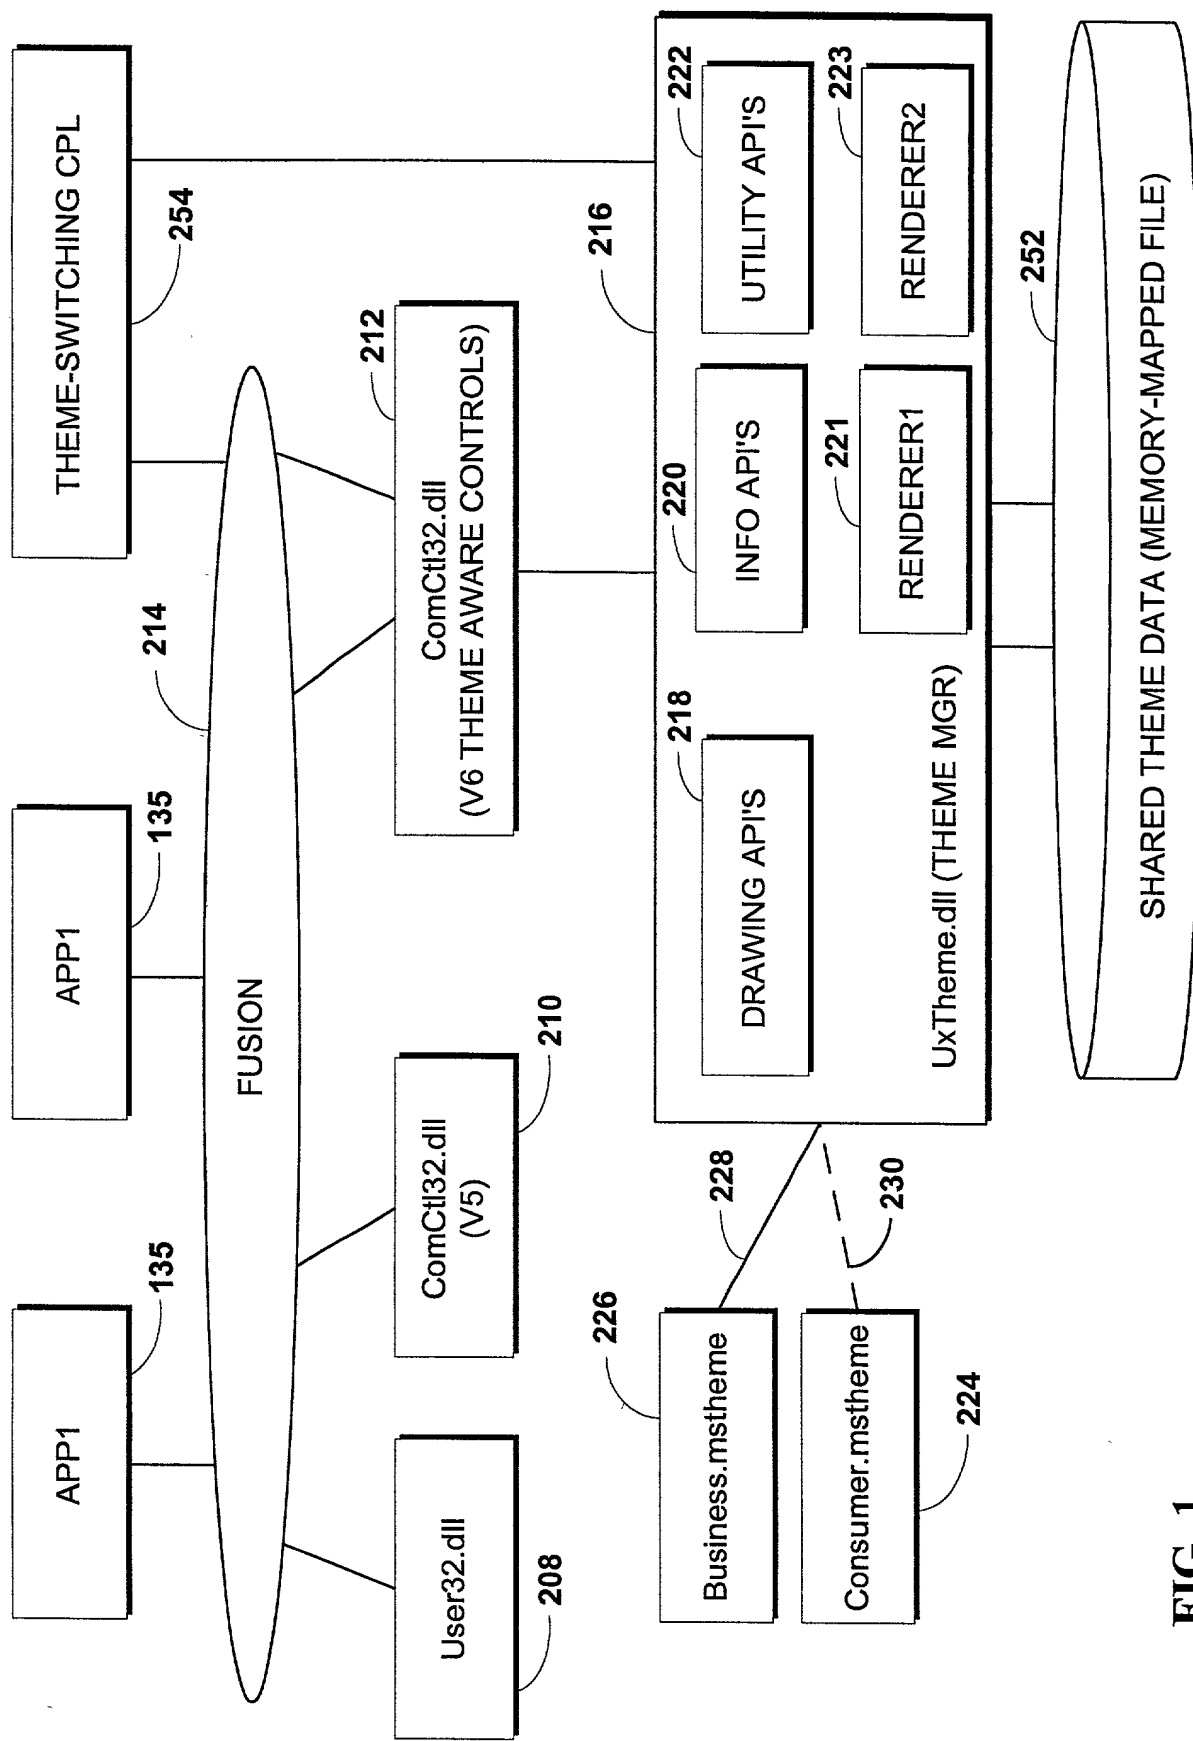 APP1
135
APP1
135
THEME-SWITCHING CPL
254
214
FUSION
User32.dll
208
ComCtl32.dll
(V5)
210
ComCtl32.dll
(V6 THEME AWARE CONTROLS)
212
216
Business.mstheme
226
228
Consumer.mstheme
224
230
DRAWING API'S
218
INFO API'S
220
UTILITY API'S
222
RENDERER1
221
RENDERER2
223
UxTheme.dll (THEME MGR)
252
SHARED THEME DATA (MEMORY-MAPPED FILE)
FIG. 1